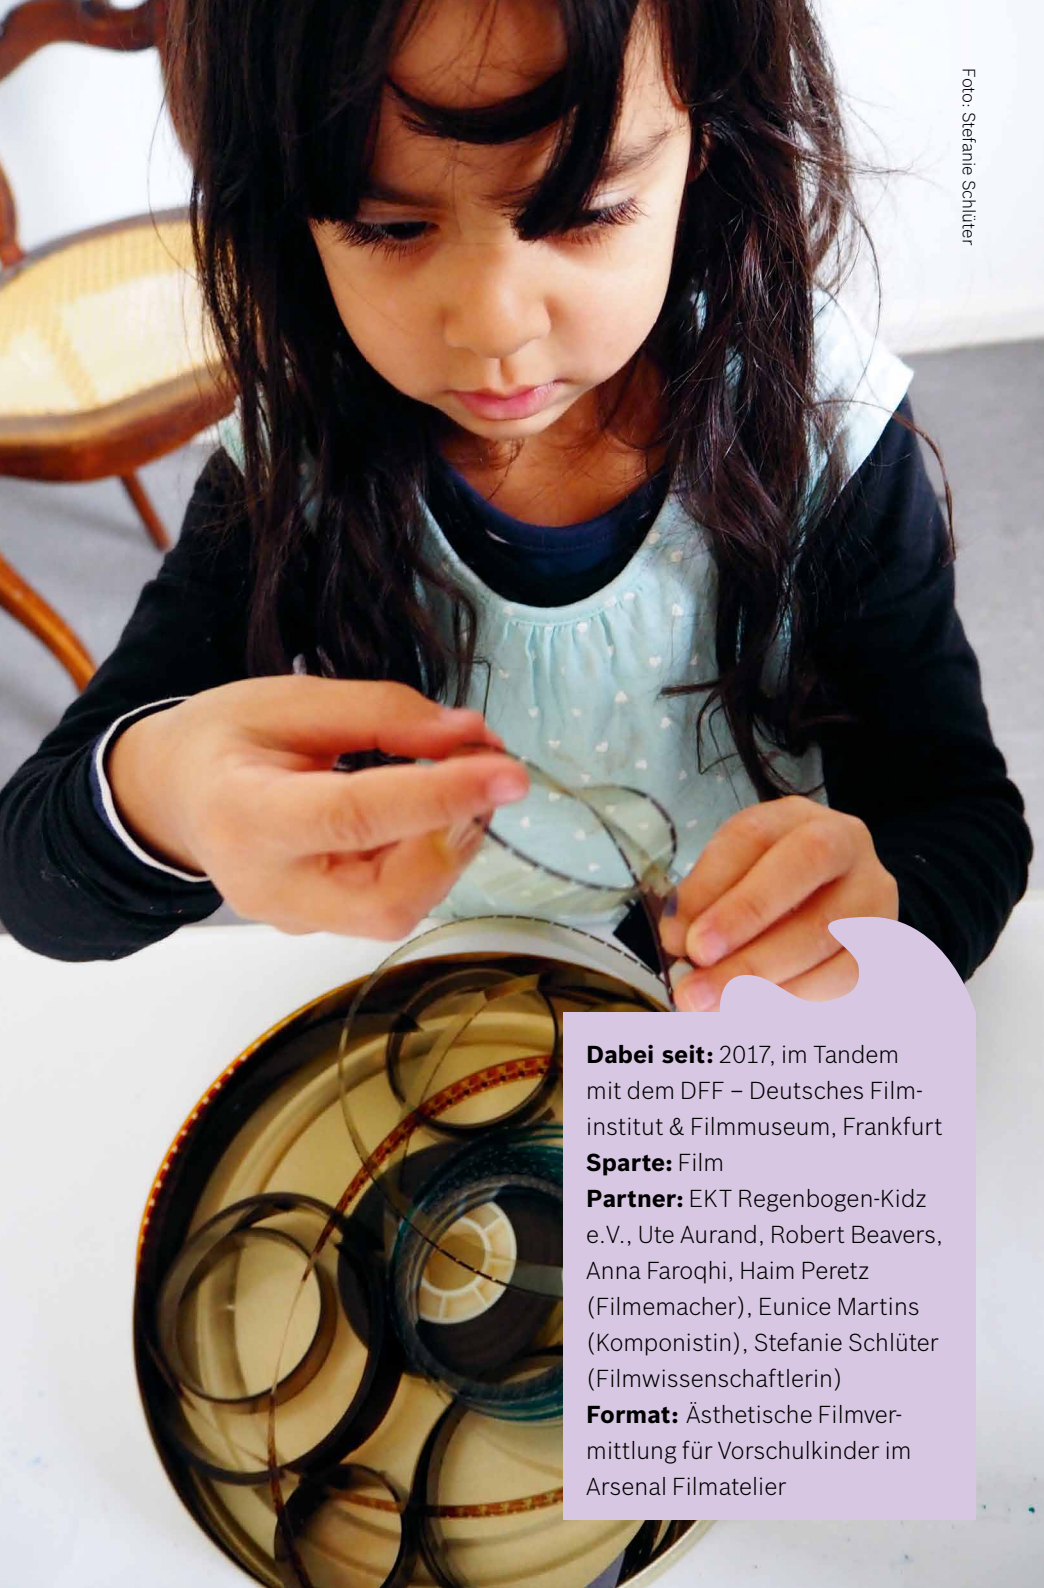 Foto: Stefanie Schlüter
Dabei seit: 2017, im Tandem
mit dem DFF – Deutsches Film-
institut & Filmmuseum, Frankfurt
Sparte: Film
Partner: EKT Regenbogen-Kidz
e.V., Ute Aurand, Robert Beavers,
Anna Faroqhi, Haim Peretz
(Filmemacher), Eunice Martins
(Komponistin), Stefanie Schlüter
(Filmwissenschaftlerin)
Format: Ästhetische Filmver-
mittlung für Vorschulkinder im
Arsenal Filmatelier